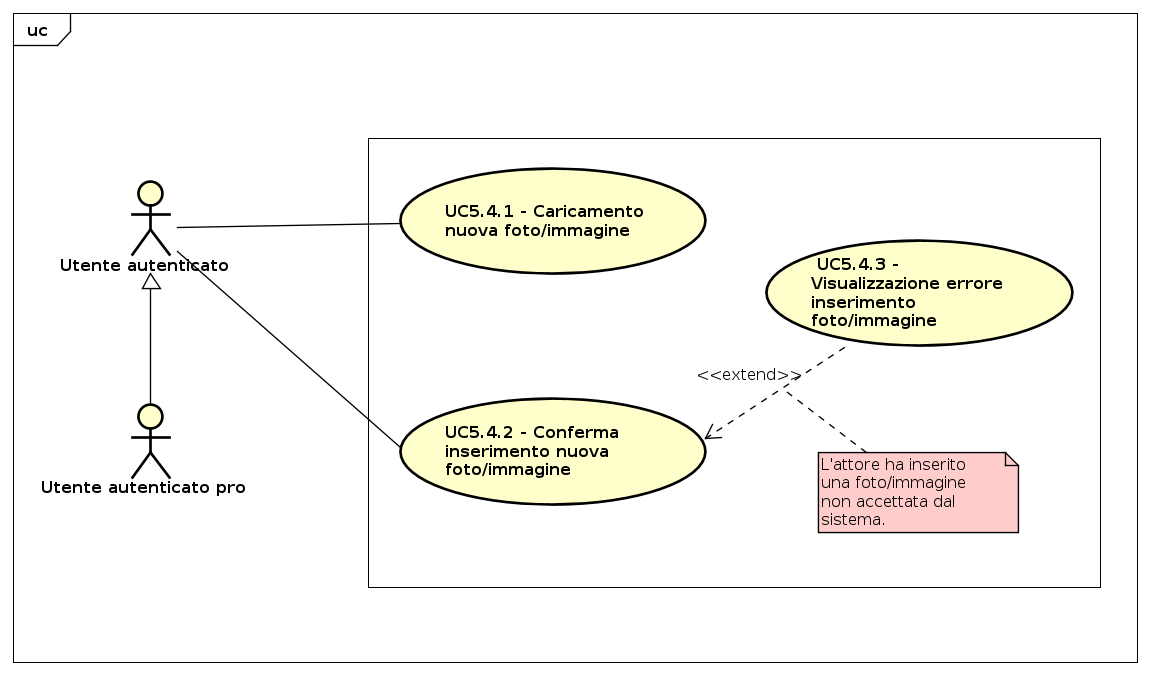 uc
UC5.4.1 - Caricamento
nuova foto/immagine
Utente autenticato
UC5.4.3 -
Visualizzazione errore
inserimento
foto/immagine
<<extend>>
UC5.4.2 - Conferma
inserimento nuova
foto/immagine
L'attore ha inserito
una foto/immagine
non accettata dal
sistema.
Utente autenticato pro